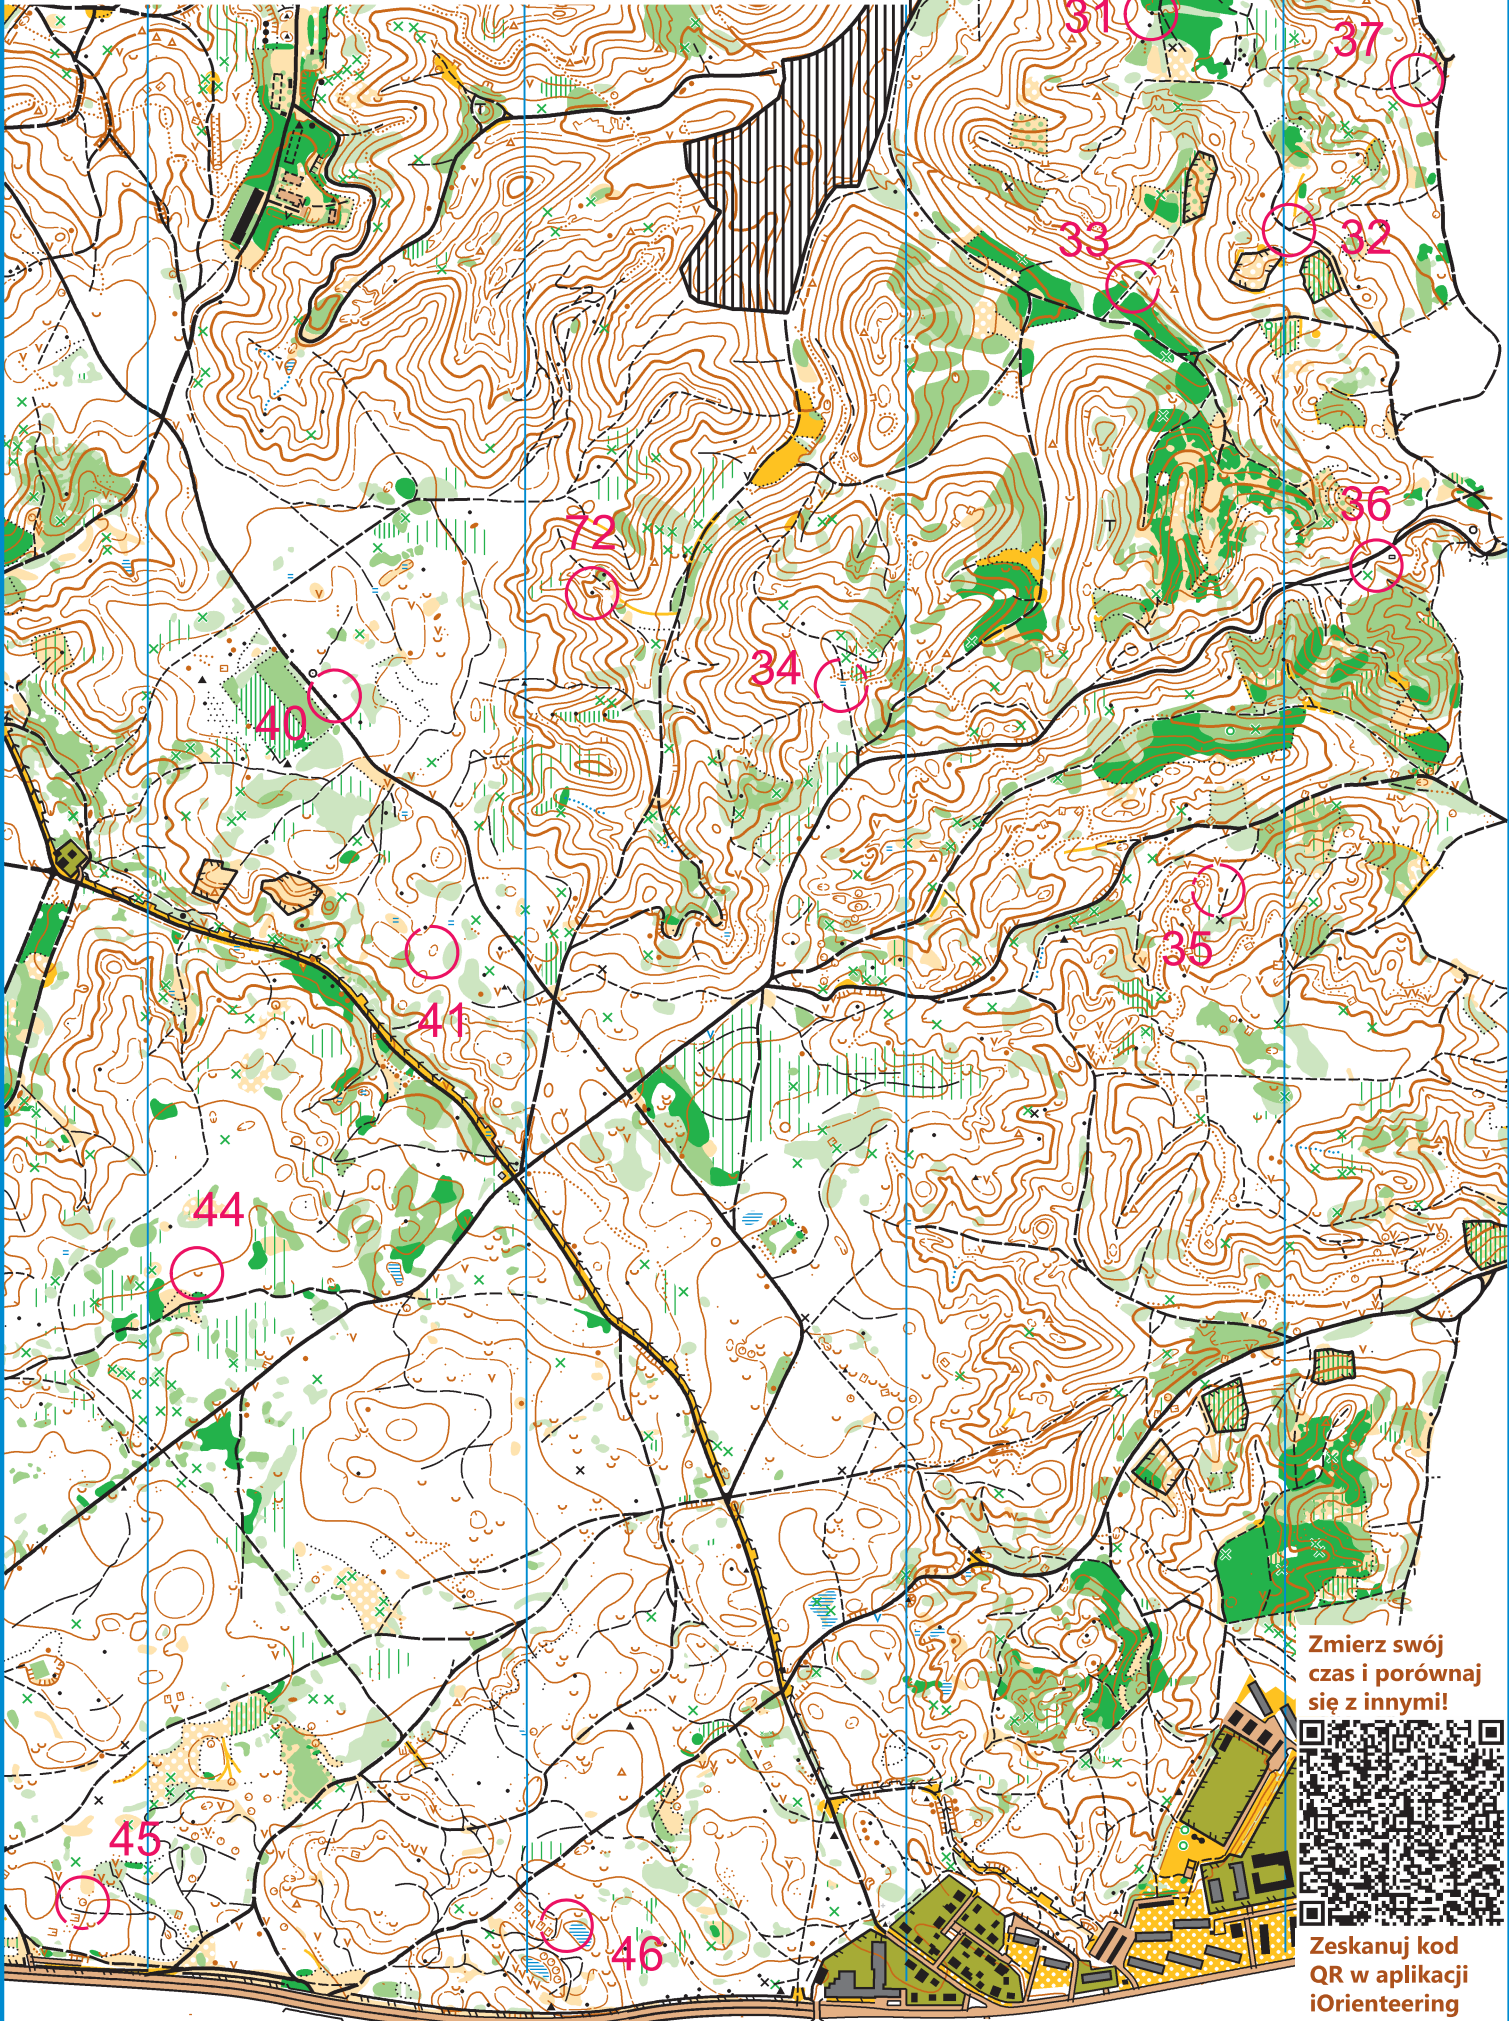 31
37
33
32
72
36
34
40
35
41
44
45
46
Zmierz swój
czas i porównaj
się z innymi!
Zeskanuj kod
QR w aplikacji
iOrienteering